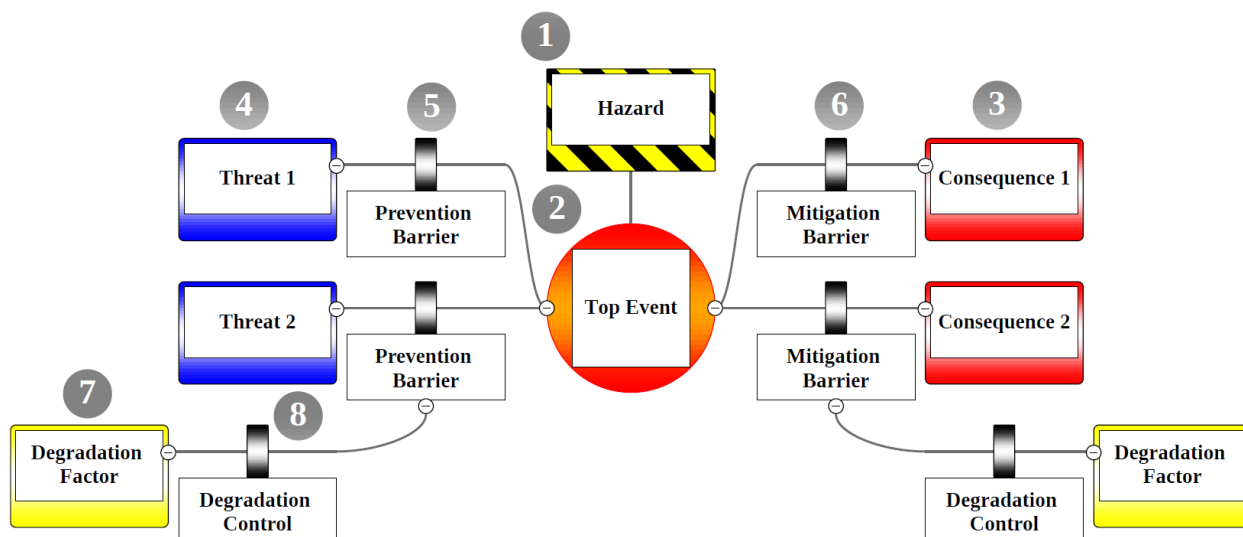 1
Hazard
4
5
6
3
Threat 1
Prevention
Barrier
2
Mitigation
Barrier
Consequence 1
Top Event
Threat 2
Prevention
Barrier
Mitigation
Barrier
Consequence 2
7
8
Degradation
Factor
Degradation
Control
Degradation
Control
Degradation
Factor